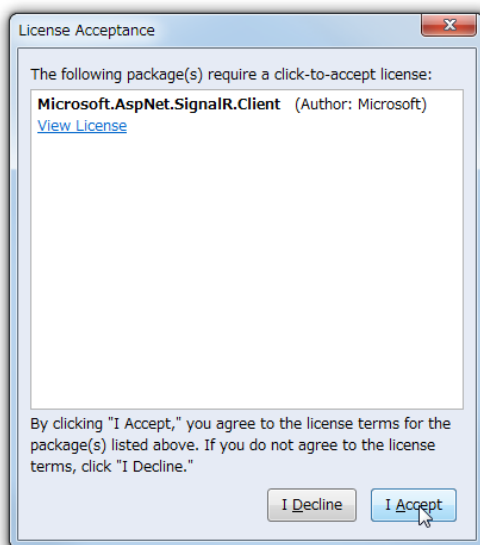 License Acceptance
The following package(s) require a click-to-accept license:
Microsoft.AspNet.SignalR.Client (Author: Microsoft)
View License
By clicking "I Accept," you agree to the license terms for the
package(s) listed above. If you do not agree to the license
terms, click "I Decline."
I Decline I Accept